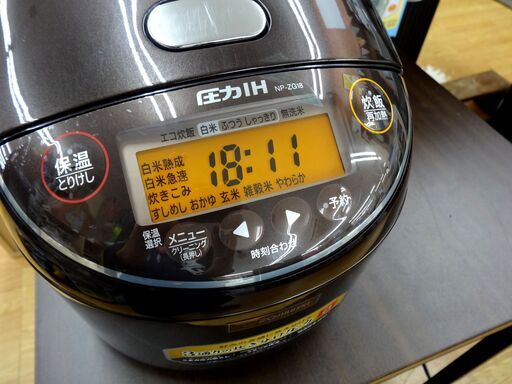 圧力IH NP-ZG18
エコ炊飯 白米 ふつう しゃっきり 無洗米
炊飯
再加熱
保温
とりけし
白米熟成
白米急速
炊きこみ
すしめし おかゆ 玄米 雑穀米 やわらか
18:11
保温
選択
メニュー
クリーニング
(長押し)
時刻合わせ
予約